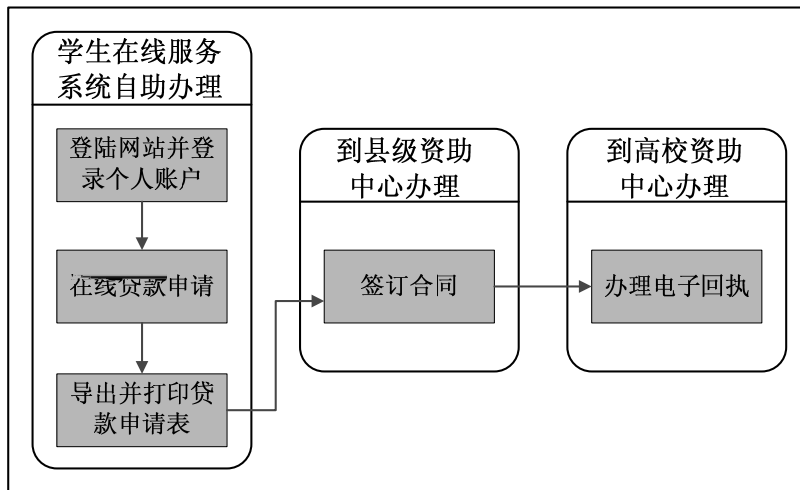 学生在线服务
系统自助办理
登陆网站并登
录个人账户
在线贷款申请
导出并打印贷
款申请表
到县级资助
中心办理
签订合同
到高校资助
中心办理
办理电子回执